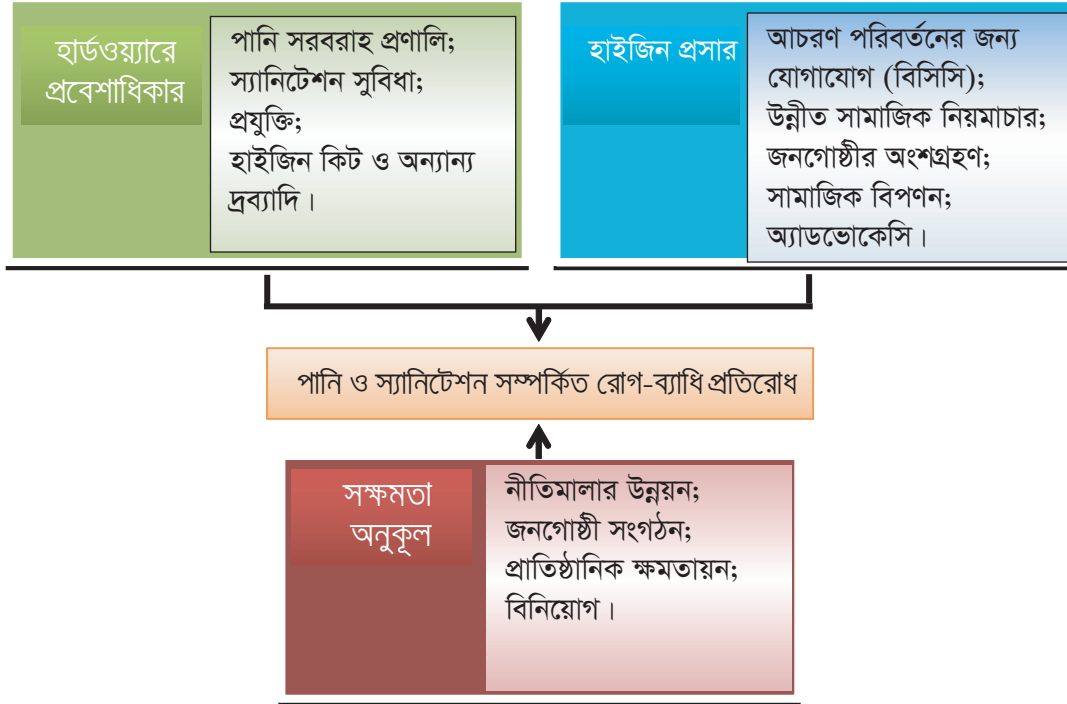 হার্ডওয়্যারে
প্রবেশাধিকার
পানি সরবরাহ প্রণালি;
স্যানিটেশন সুবিধা;
প্রযুক্তি;
হাইজিন কিট ও অন্যান্য
দ্রব্যাদি।
হাইজিন প্রসার
আচরণ পরিবর্তনের জন্য
যোগাযোগ (বিসিসি);
উন্নীত সামাজিক নিয়মাচার;
জনগোষ্ঠীর অংশগ্রহণ;
সামাজিক বিপণন;
অ্যাডভোকেসি।
পানি ও স্যানিটেশন সম্পর্কিত রোগ-ব্যাধি প্রতিরোধ
সক্ষমতা
অনুকূল
নীতিমালার উন্নয়ন;
জনগোষ্ঠী সংগঠন;
প্রাতিষ্ঠানিক ক্ষমতায়ন;
বিনিয়োগ।